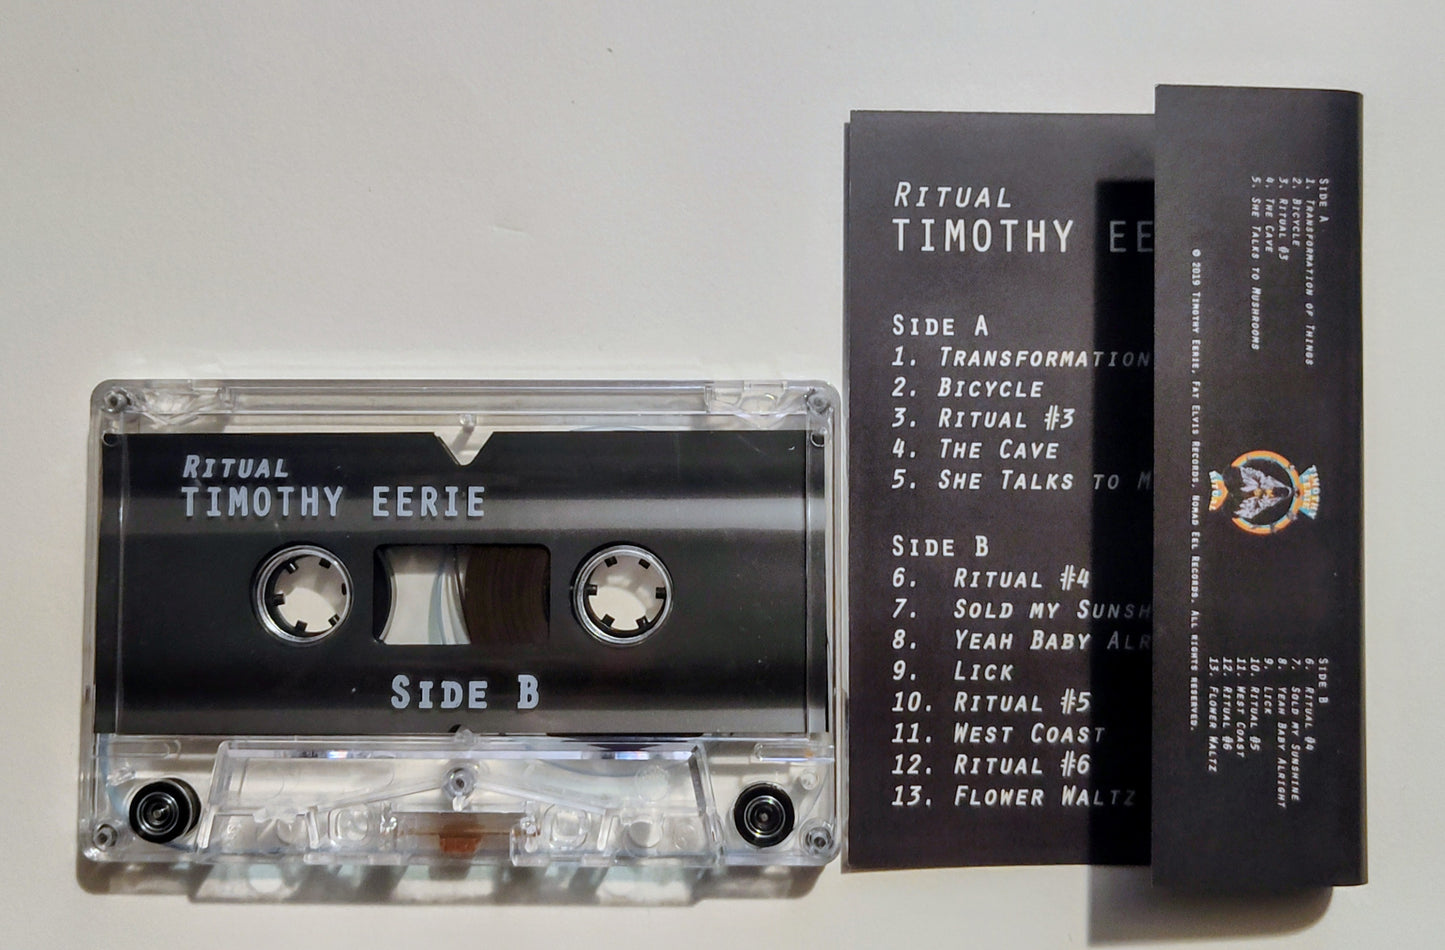 Ritual
TIMOTHY EERIE
Side B
Ritual
TIMOTHY EE
Side A
1. Transformation
2. Bicycle
3. Ritual #3
4. The Cave
5. She Talks to M
Side B
6. Ritual #4
7. Sold my Sunsh
8. Yeah Baby Alr
9. Lick
10. Ritual #5
11. West Coast
12. Ritual #6
13. Flower Waltz
Side A
1. Transformation of Things
2. Bicycle
3. Ritual #3
4. The Cave
5. She Talks to Mushrooms
TIMOTHY
EERIE
RITUAL
Side B
6. Ritual #4
7. Sold my Sunshine
8. Yeah Baby Alright
9. Lick
10. Ritual #5
11. West Coast
12. Ritual #6
13. Flower Waltz
© 2019 Timothy Eerie, Fat Elvis Records, Nomad Eel Records. All rights reserved.